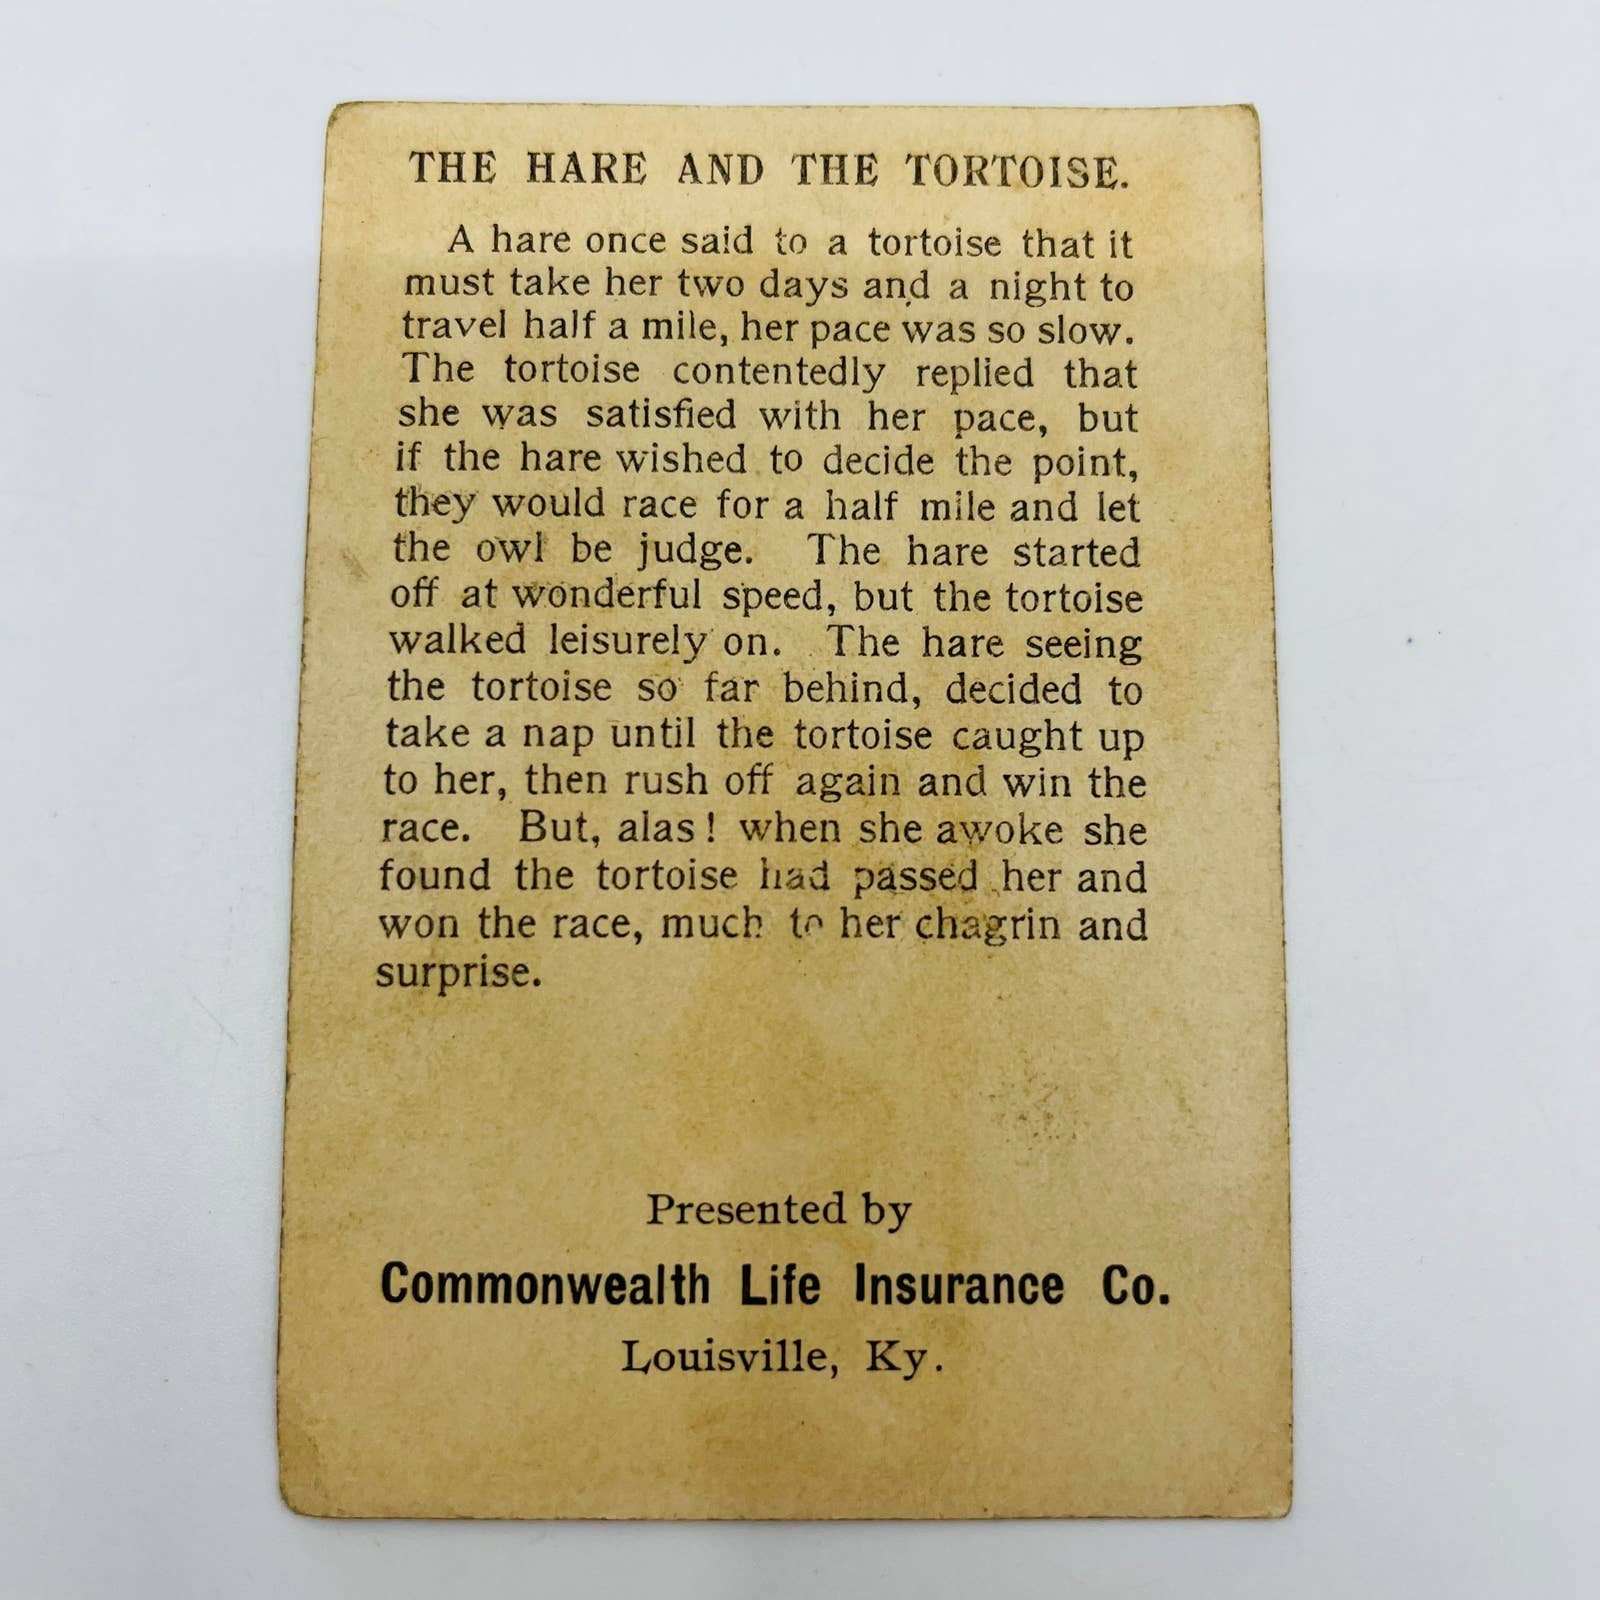 THE HARE AND THE TORTOISE.
A hare once said to a tortoise that it
must take her two days and a night to
travel half a mile, her pace was so slow.
The tortoise contentedly replied that
she was satisfied with her pace, but
if the hare wished to decide the point,
they would race for a half mile and let
the owl be judge. The hare started
off at wonderful speed, but the tortoise
walked leisurely on. The hare seeing
the tortoise so far behind, decided to
take a nap until the tortoise caught up
to her, then rush off again and win the
race. But, alas! when she awoke she
found the tortoise had passed her and
won the race, much to her chagrin and
surprise.
Presented by
Commonwealth Life Insurance Co.
Louisville, Ky.